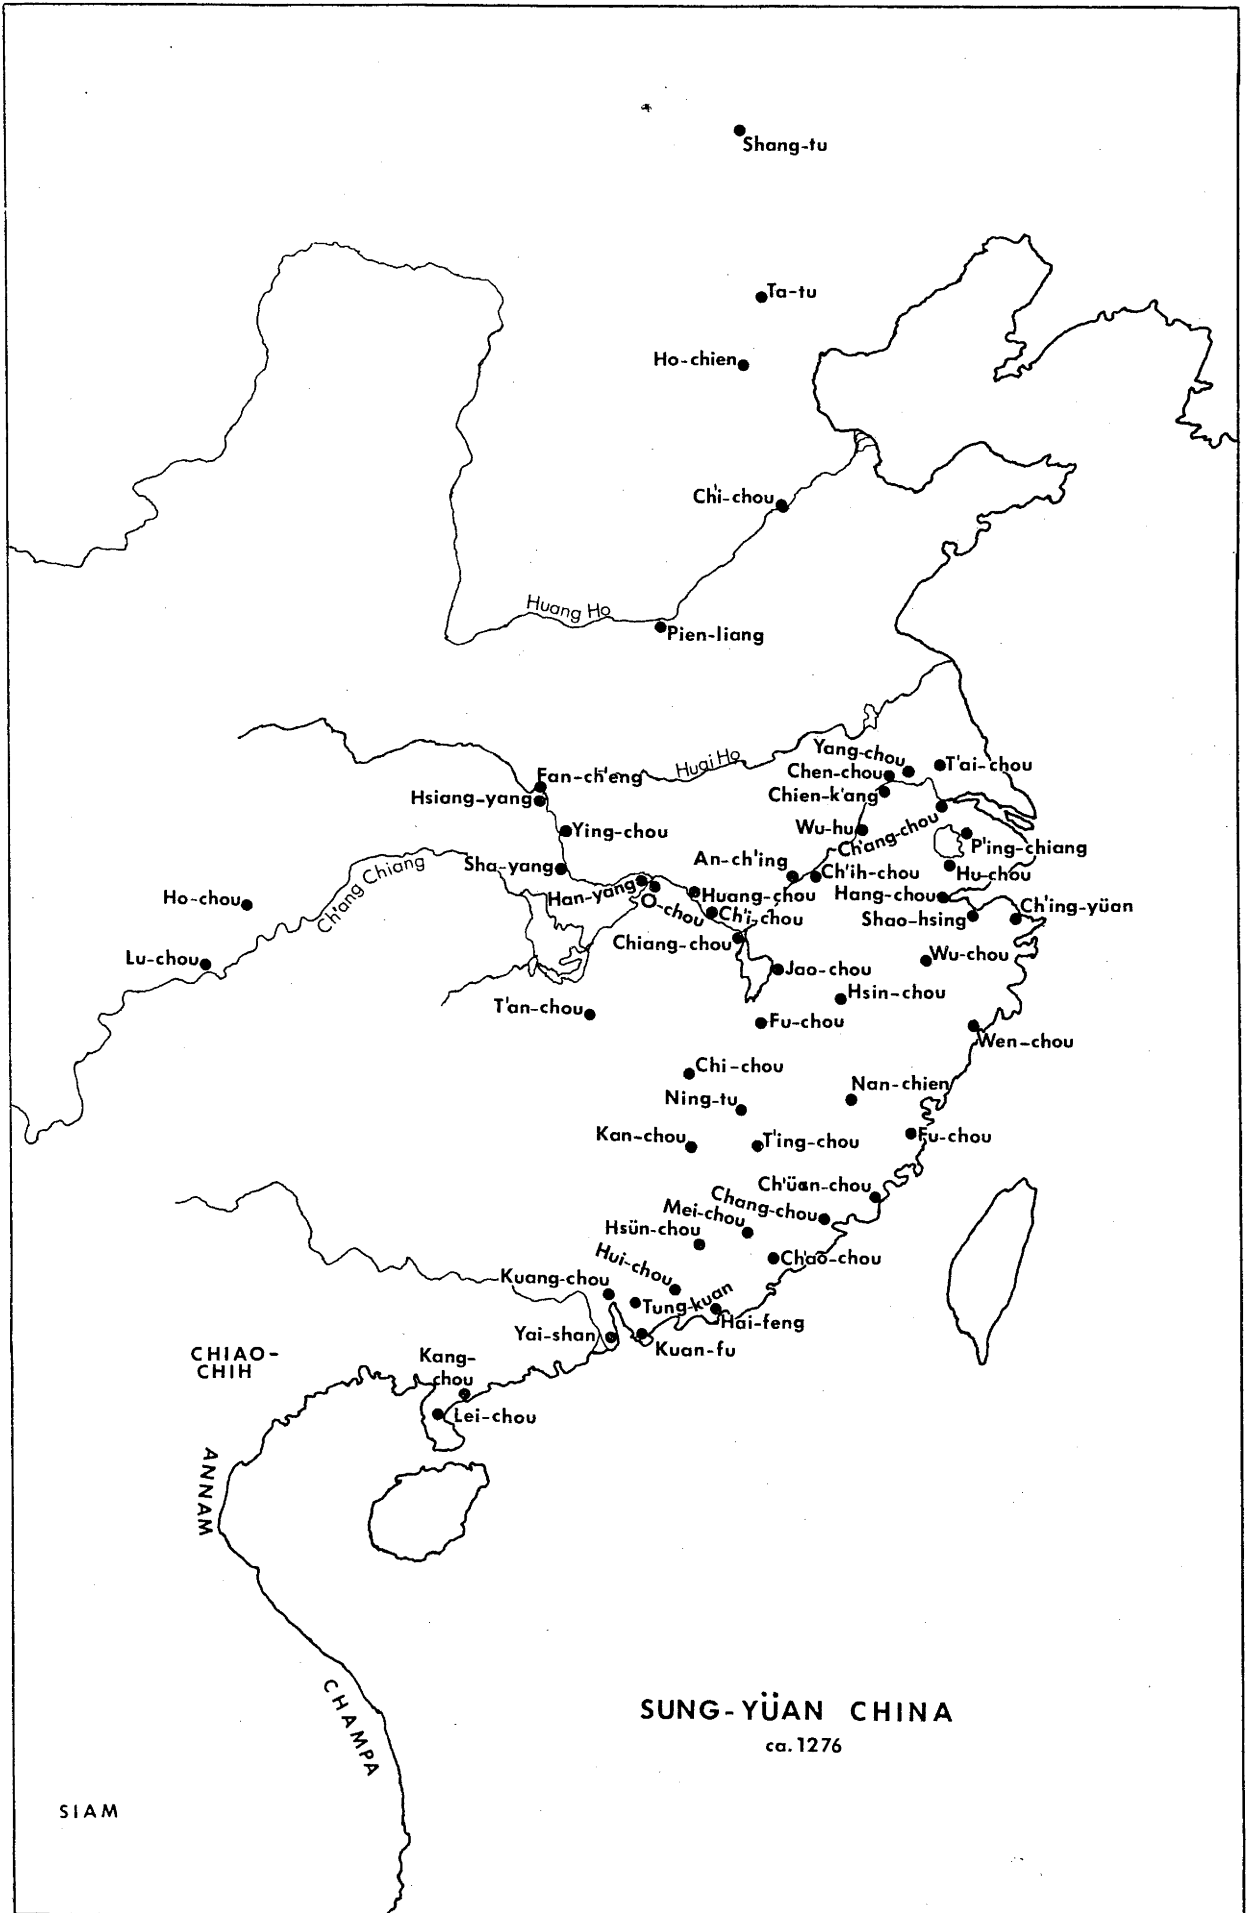 Shang-tu
Ta-tu
Ho-chien
Chi-chou
Huang Ho
Pien-liang
Huai Ho
Yang-chou
T'ai-chou
Chen-chou
Fan-ch'eng
Hsiang-yang
Chien-k'ang
Ying-chou
Wu-hu
Ch'ang-chou
P'ing-chiang
Sha-yang
An-ch'ing
Ch'ih-chou
Hu-chou
Ch'ang Chiang
Ho-chou
Han-yang
O-chou
Huang-chou
Hang-chou
Ch'ing-yüan
Ch'i-chou
Shao-hsing
Chiang-chou
Lu-chou
Wu-chou
Jao-chou
Hsin-chou
T'an-chou
Fu-chou
Wen-chou
Chi-chou
Nan-chien
Ning-tu
Kan-chou
T'ing-chou
Fu-chou
Ch'üan-chou
Chang-chou
Mei-chou
Hsün-chou
Ch'ao-chou
Hui-chou
Kuang-chou
Tung-kuan
Hai-feng
Yai-shan
Kuan-fu
CHIAO-
CHIH
Kang-
chou
Lei-chou
ANNAM
CHAMPA
SUNG-YÜAN CHINA
ca. 1276
SIAM